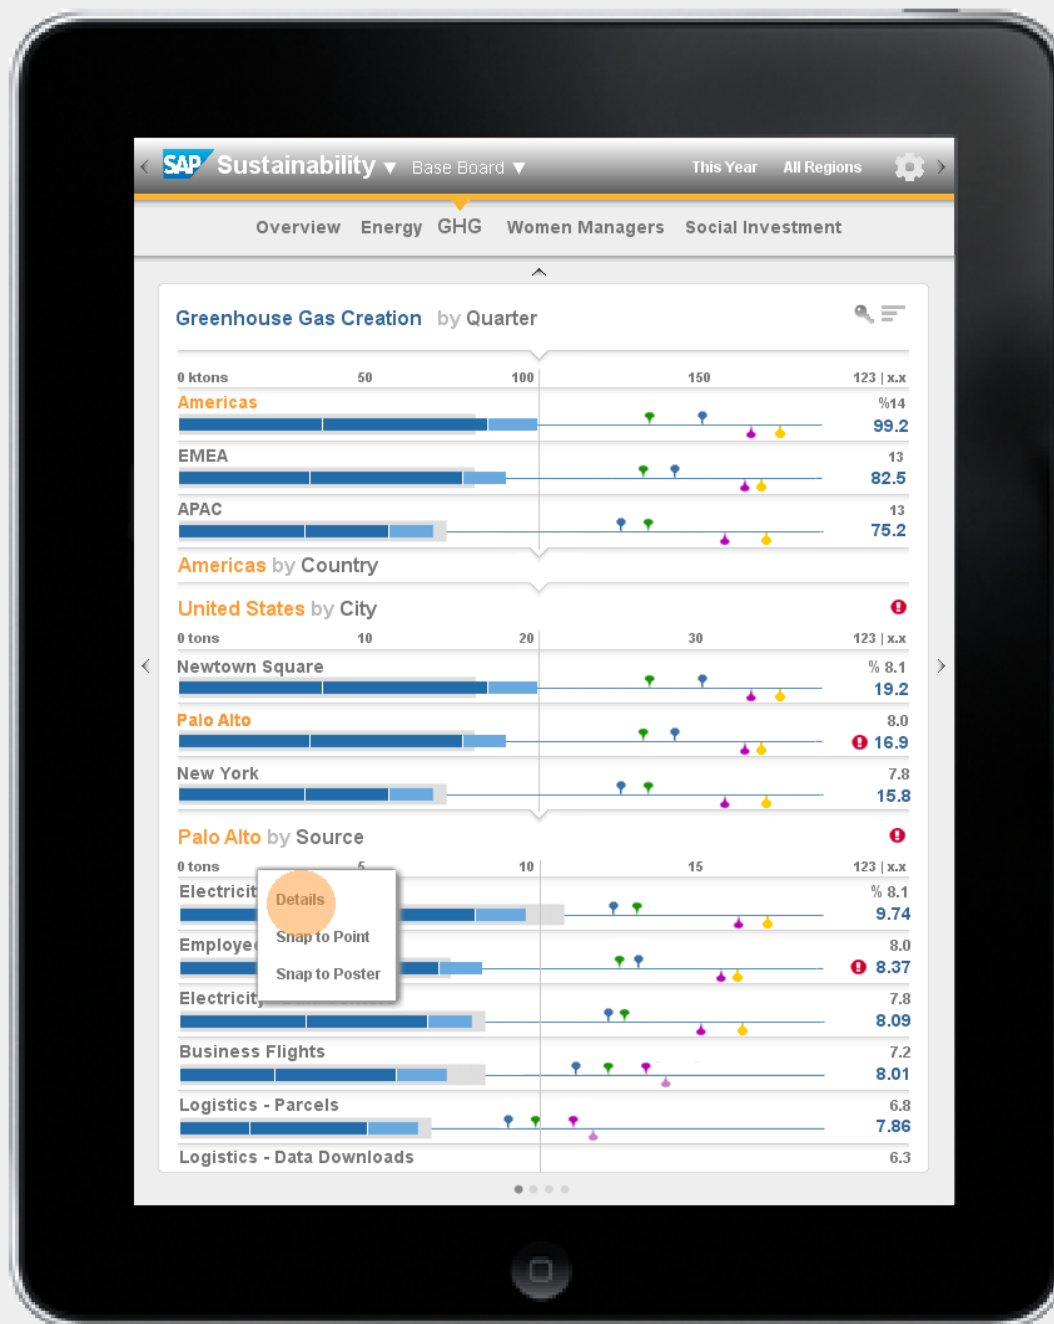 SAP Sustainability ▼ Base Board ▼ This Year All Regions
Overview Energy GHG Women Managers Social Investment
Greenhouse Gas Creation by Quarter
0 ktons 50 100 150 123 | x.x
Americas %14
99.2
EMEA 13
82.5
APAC 13
75.2
Americas by Country
United States by City
0 tons 10 20 30 123 | x.x
Newtown Square % 8.1
19.2
Palo Alto 8.0
16.9
New York 7.8
15.8
Palo Alto by Source
0 tons 5 10 15 123 | x.x
Electricit % 8.1
Details
9.74
Snap to Point
Employe 8.0
8.37
Snap to Poster
Electricity 7.8
8.09
Business Flights 7.2
8.01
Logistics - Parcels 6.8
7.86
Logistics - Data Downloads 6.3